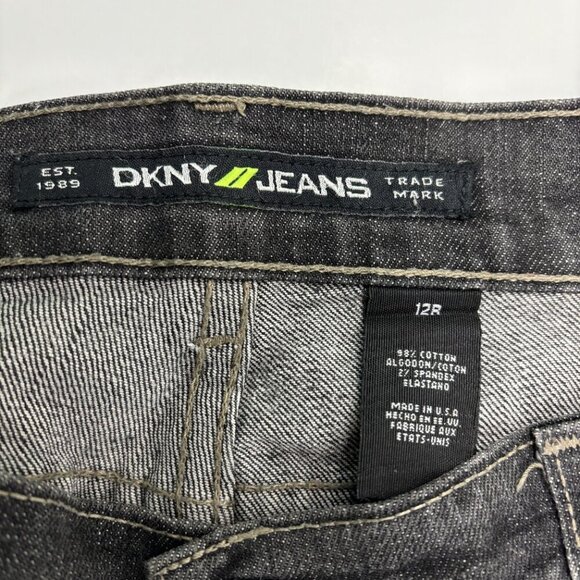 EST.
1989
DKNY//JEANS
TRADE
MARK
12R
98% COTTON
ALGODON/COTON
2% SPANDEX
ELASTANO
MADE IN U.S.A
HECHO EN EE.UU.
FABRIQUE AUX
ETATS-UNIS